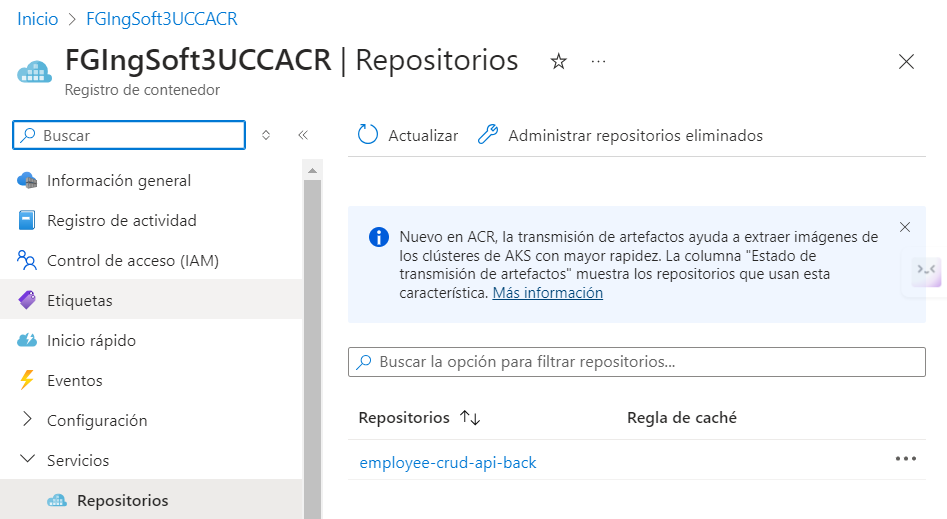 Inicio > FGIngSoft3UCCACR
FGIngSoft3UCCACR | Repositorios
Registro de contenedor
Buscar
Actualizar
Administrar repositorios eliminados
Información general
Registro de actividad
Control de acceso (IAM)
Etiquetas
Inicio rápido
Eventos
Configuración
Servicios
Repositorios
Nuevo en ACR, la transmisión de artefactos ayuda a extraer imágenes de
los clústeres de AKS con mayor rapidez. La columna "Estado de
transmisión de artefactos" muestra los repositorios que usan esta
característica. Más información
Buscar la opción para filtrar repositorios...
Repositorios Regla de caché
employee-crud-api-back